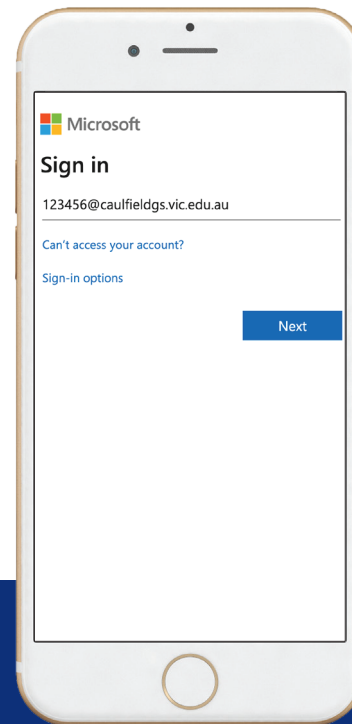 Microsoft
Sign in
123456@caulfieldgs.vic.edu.au
Can't access your account?
Sign-in options
Next